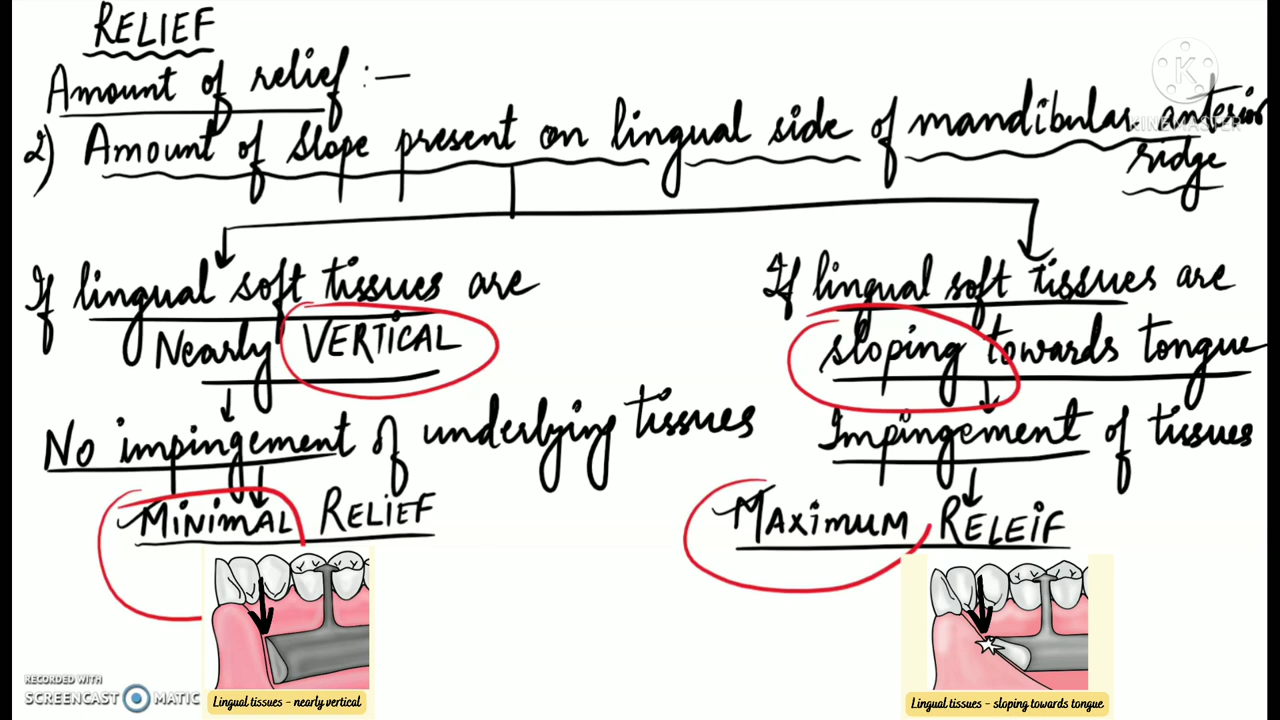 RELIEF
Amount of relief :-
2) Amount of slope present on lingual side of mandibular anterior
ridge
If lingual soft tissues are
Nearly VERTICAL
No impingement of underlying tissues
MINIMAL RELIEF
If lingual soft tissues are
sloping towards tongue
Impingement of tissues
MAXIMUM RELEIF
Lingual tissues - nearly vertical
Lingual tissues - sloping towards tongue
K
KINEMASTER
RECORDED WITH
SCREENCAST MATIC